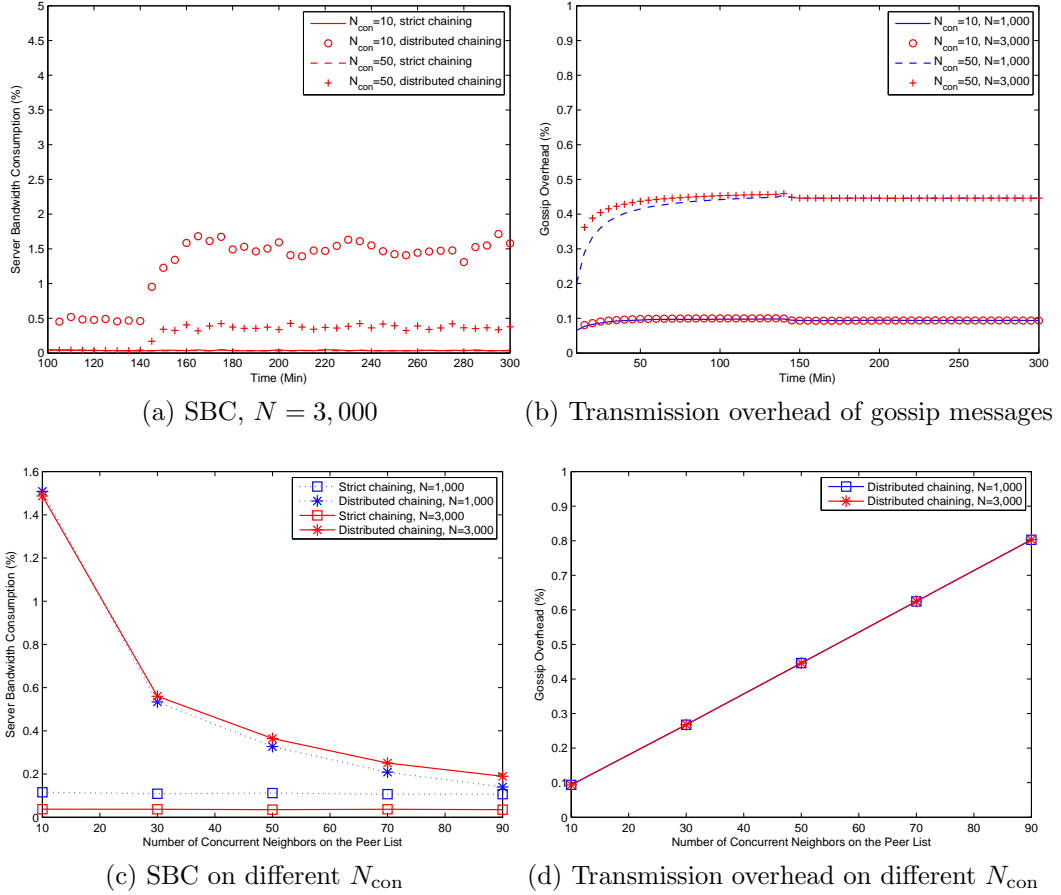 5
4.5
4
3.5
3
2.5
2
1.5
1
0.5
0
Server Bandwidth Consumption (%)
N_con=10, strict chaining
N_con=10, distributed chaining
N_con=50, strict chaining
N_con=50, distributed chaining
100 120 140 160 180 200 220 240 260 280 300
Time (Min)
(a) SBC, N = 3,000
1
0.9
0.8
0.7
0.6
0.5
0.4
0.3
0.2
0.1
0
Gossip Overhead (%)
N_con=10, N=1,000
N_con=10, N=3,000
N_con=50, N=1,000
N_con=50, N=3,000
50 100 150 200 250 300
Time (Min)
(b) Transmission overhead of gossip messages
1.6
1.4
1.2
1
0.8
0.6
0.4
0.2
0
Server Bandwidth Consumption (%)
Strict chaining, N=1,000
Distributed chaining, N=1,000
Strict chaining, N=3,000
Distributed chaining, N=3,000
10 20 30 40 50 60 70 80 90
Number of Concurrent Neighbors on the Peer List
(c) SBC on different N_con
1
0.9
0.8
0.7
0.6
0.5
0.4
0.3
0.2
0.1
0
Gossip Overhead (%)
Distributed chaining, N=1,000
Distributed chaining, N=3,000
10 20 30 40 50 60 70 80 90
Number of Concurrent Neighbors on the Peer List
(d) Transmission overhead on different N_con